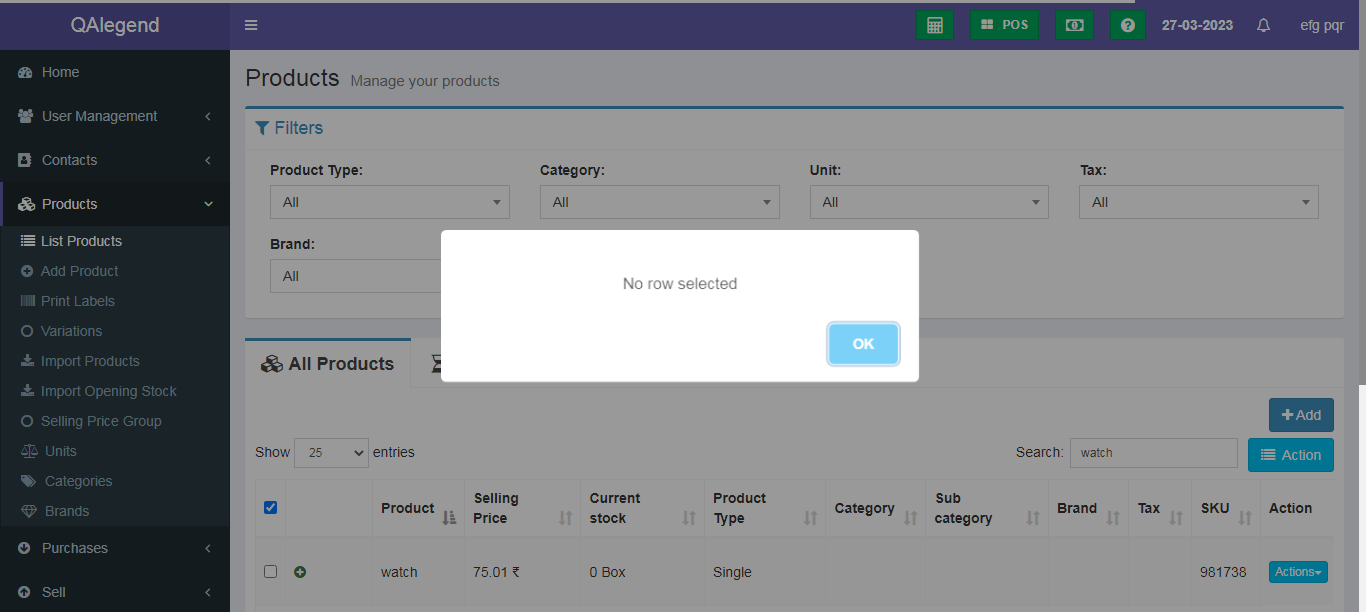 QAlegend
POS
27-03-2023
efg pqr
Home
User Management
Contacts
Products
List Products
Add Product
Print Labels
Variations
Import Products
Import Opening Stock
Selling Price Group
Units
Categories
Brands
Purchases
Sell
Products Manage your products
Filters
Product Type: Category: Unit: Tax:
All All All All
Brand:
All
No row selected
OK
All Products
Add
Show 25 entries
Search: watch
Action
Product Selling Price Current stock Product Type Category Sub category Brand Tax SKU Action
watch 75.01 ₹ 0 Box Single 981738 Actions